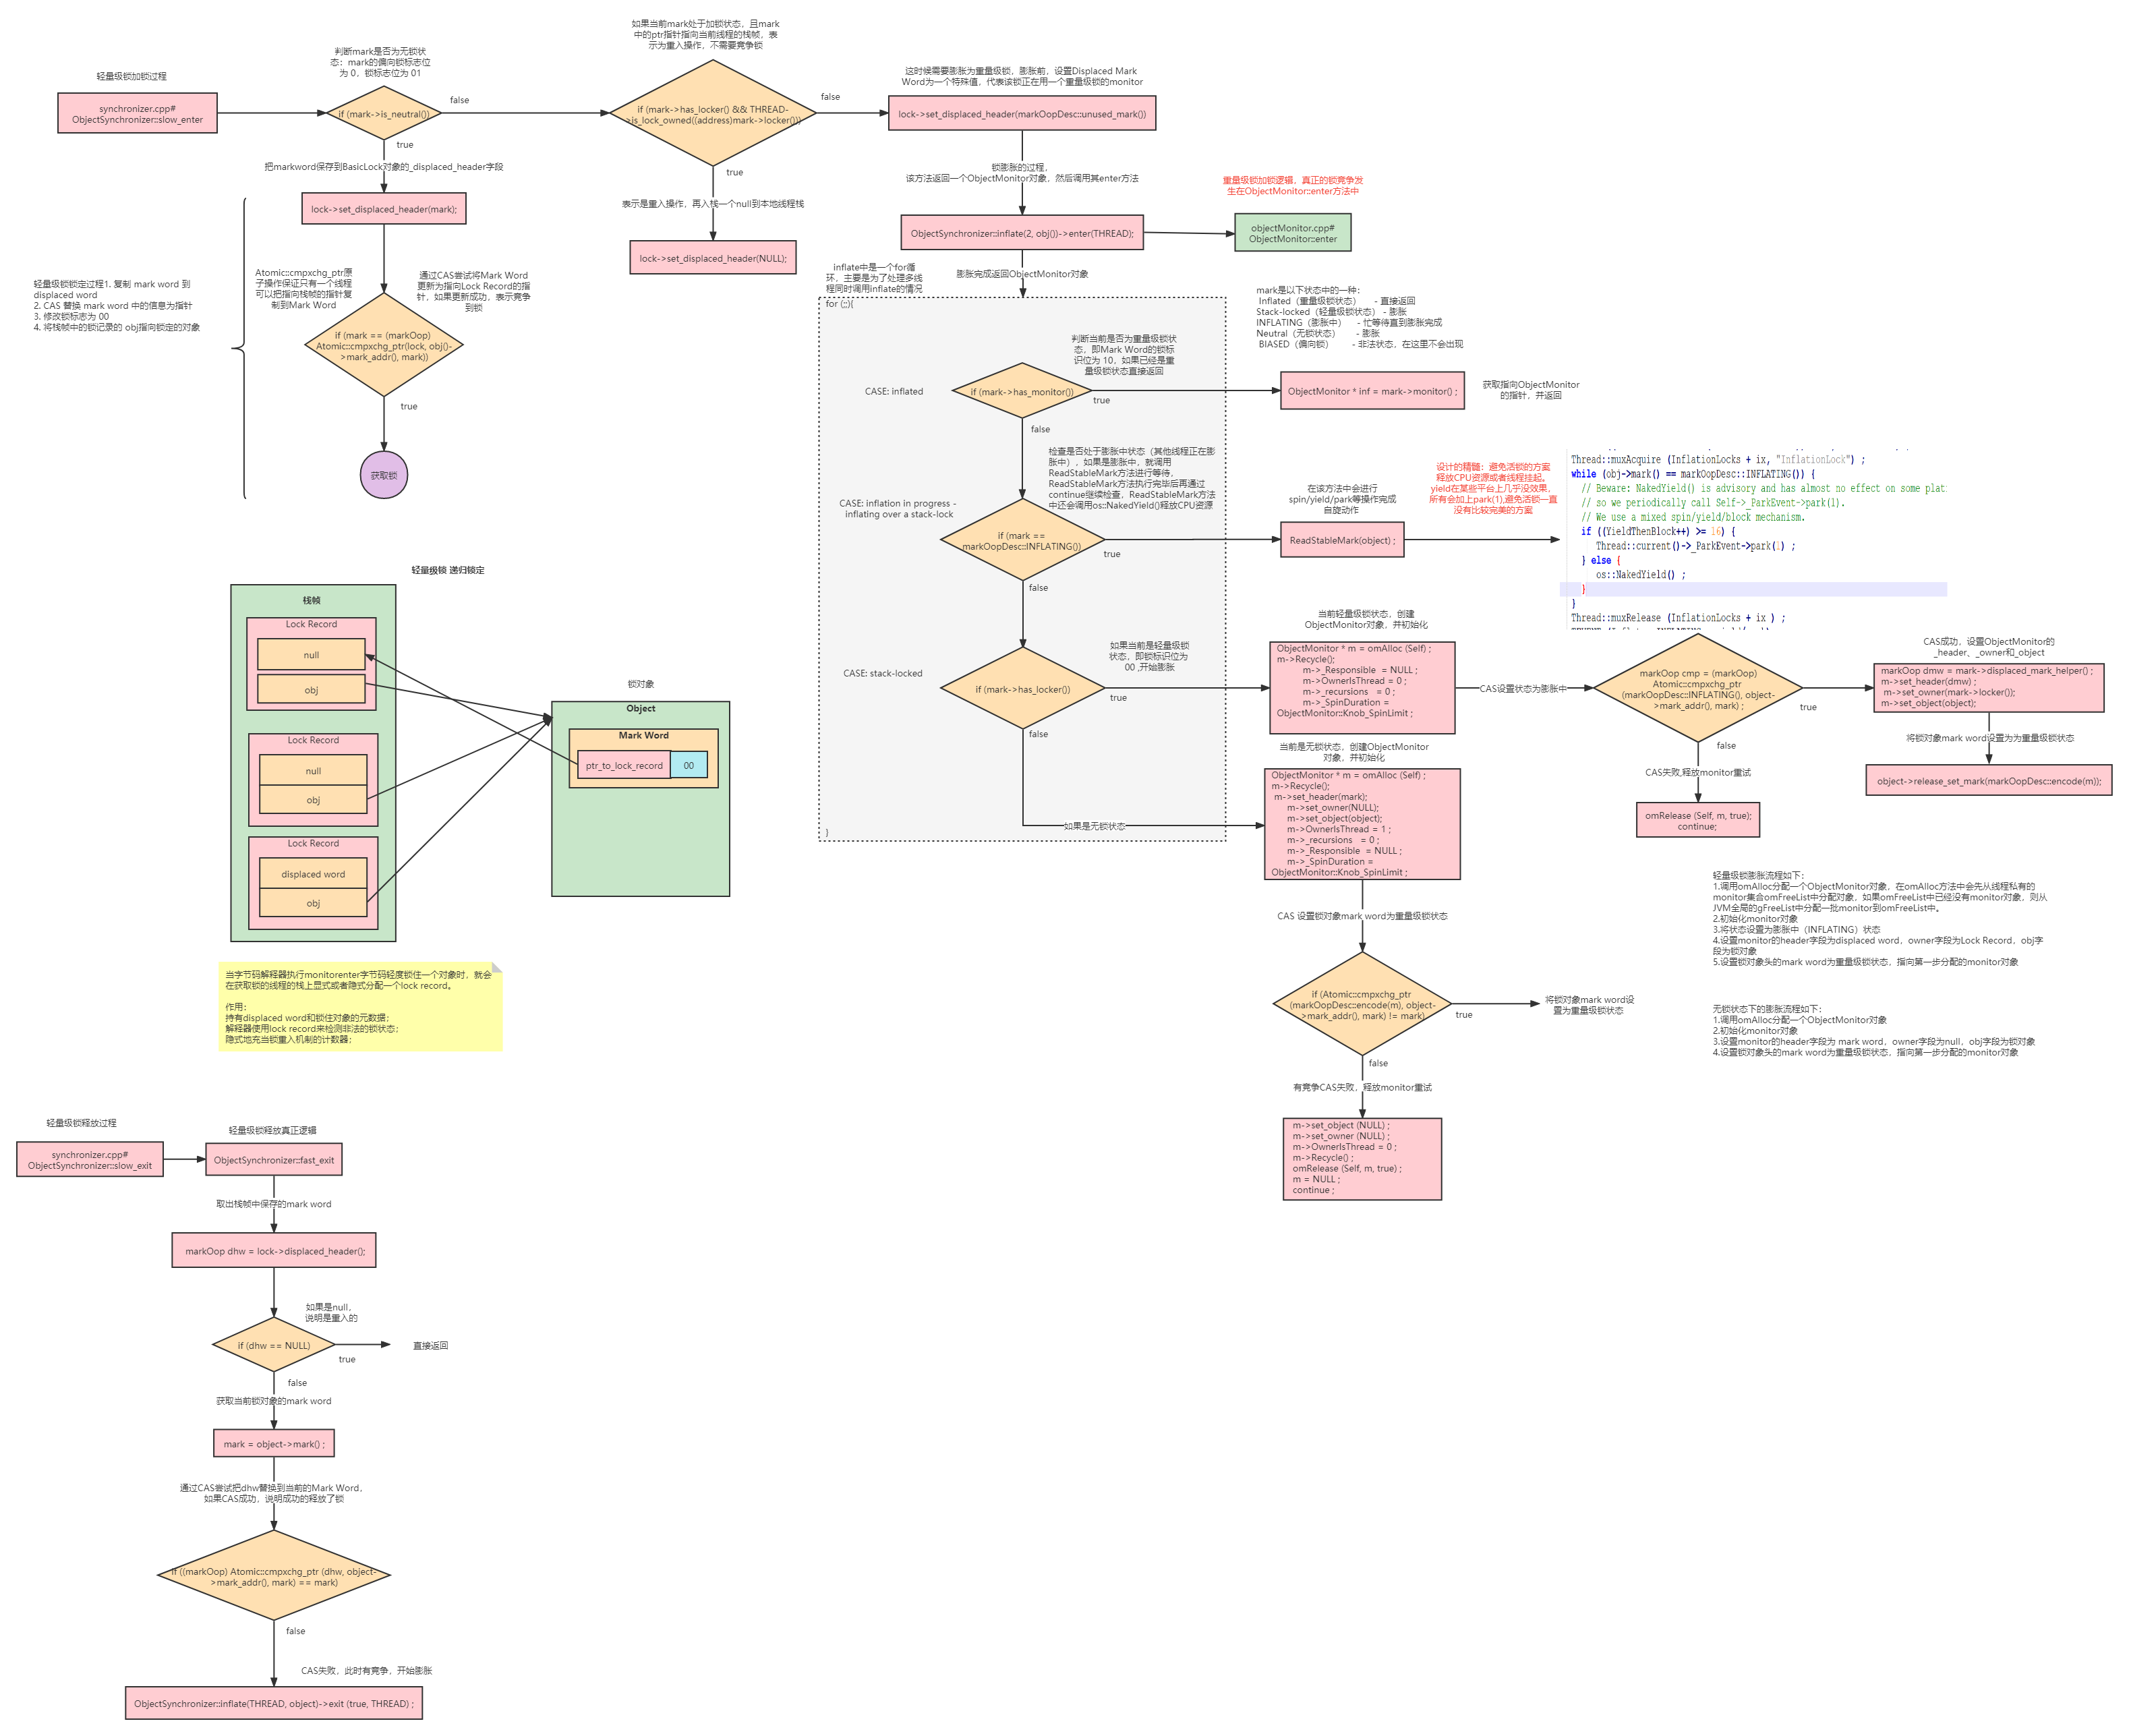 轻量级锁加锁过程
synchronizer.cpp#
ObjectSynchronizer::slow_enter
判断mark是否为无锁状
态：mark的偏向锁标志位
为 0，锁标志位为 01
if (mark->is_neutral())
false
true
如果当前mark处于加锁状态，且mark
中的ptr指针指向当前线程的栈帧，表
示为重入操作，不需要竞争锁
if (mark->has_locker() && THREAD-
>is_lock_owned((address)mark->locker()))
false
true
这时候需要膨胀为重量级锁，膨胀前，设置Displaced Mark
Word为一个特殊值，代表该锁正在用一个重量级锁的monitor
lock->set_displaced_header(markOopDesc::unused_mark())
把markword保存到BasicLock对象的_displaced_header字段
lock->set_displaced_header(mark);
表示是重入操作，再入栈一个null到本地线程栈
lock->set_displaced_header(NULL);
锁膨胀的过程，
该方法返回一个ObjectMonitor对象，然后调用其enter方法
ObjectSynchronizer::inflate(2, obj())->enter(THREAD);
重量级锁加锁逻辑，真正的锁竞争发
生在ObjectMonitor::enter方法中
objectMonitor.cpp#
ObjectMonitor::enter
轻量级锁锁定过程1. 复制 mark word 到
displaced word
2. CAS 替换 mark word 中的信息为指针
3. 修改锁标志为 00
4. 将栈帧中的锁记录的 obj指向锁定的对象
Atomic::cmpxchg_ptr原
子操作保证只有一个线程
可以把指向栈帧的指针复
制到Mark Word
通过CAS尝试将Mark Word
更新为指向Lock Record的指
针，如果更新成功，表示竞争
到锁
if (mark == (markOop)
Atomic::cmpxchg_ptr(lock, obj()-
>mark_addr(), mark))
true
获取锁
inflate中是一个for循
环，主要是为了处理多线
程同时调用inflate的情况
膨胀完成返回ObjectMonitor对象
for (;;){
mark是以下状态中的一种：
Inflated（重量级锁状态） - 直接返回
Stack-locked（轻量级锁状态） - 膨胀
INFLATING（膨胀中） - 忙等待直到膨胀完成
Neutral（无锁状态） - 膨胀
BIASED（偏向锁） - 非法状态，在这里不会出现
判断当前是否为重量级锁状
态，即Mark Word的锁标
识位为 10，如果已经是重
量级锁状态直接返回
CASE: inflated
if (mark->has_monitor())
true
false
ObjectMonitor * inf = mark->monitor() ;
获取指向ObjectMonitor
的指针，并返回
检查是否处于膨胀中状态（其他线程正在膨
胀中），如果是膨胀中，就调用
ReadStableMark方法进行等待，
ReadStableMark方法执行完毕后再通过
continue继续检查，ReadStableMark方法
中还会调用os::NakedYield()释放CPU资源
CASE: inflation in progress -
inflating over a stack-lock
if (mark ==
markOopDesc::INFLATING())
true
false
在该方法中会进行
spin/yield/park等操作完成
自旋动作
ReadStableMark(object) ;
设计的精髓：避免活锁的方案
释放CPU资源或者线程挂起。
yield在某些平台上几乎没效果，
所有会加上park(1),避免活锁一直
没有比较完美的方案
Thread::muxAcquire (InflationLocks + ix, "InflationLock") ;
while (obj->mark() == markOopDesc::INFLATING()) {
// Beware: NakedYield() is advisory and has almost no effect on some plat
// so we periodically call Self->_ParkEvent->park(1).
// We use a mixed spin/yield/block mechanism.
if ((YieldThenBlock++) >= 16) {
Thread::current()->_ParkEvent->park(1) ;
} else {
os::NakedYield() ;
}
}
Thread::muxRelease (InflationLocks + ix ) ;
CASE: stack-locked
如果当前是轻量级锁
状态，即锁标识位为
00 ,开始膨胀
if (mark->has_locker())
true
false
当前轻量级锁状态，创建
ObjectMonitor对象，并初始化
ObjectMonitor * m = omAlloc (Self) ;
m->Recycle();
m->_Responsible = NULL ;
m->OwnerIsThread = 0 ;
m->_recursions = 0 ;
m->_SpinDuration =
ObjectMonitor::Knob_SpinLimit ;
CAS设置状态为膨胀中
markOop cmp = (markOop)
Atomic::cmpxchg_ptr
(markOopDesc::INFLATING(), object-
>mark_addr(), mark) ;
true
false
CAS成功，设置ObjectMonitor的
_header、_owner和_object
markOop dmw = mark->displaced_mark_helper() ;
m->set_header(dmw) ;
m->set_owner(mark->locker());
m->set_object(object);
将锁对象mark word设置为为重量级锁状态
object->release_set_mark(markOopDesc::encode(m));
CAS失败,释放monitor重试
omRelease (Self, m, true);
continue;
}
如果是无锁状态
当前是无锁状态，创建ObjectMonitor
对象，并初始化
ObjectMonitor * m = omAlloc (Self) ;
m->Recycle();
m->set_header(mark);
m->set_owner(NULL);
m->set_object(object);
m->OwnerIsThread = 1 ;
m->_recursions = 0 ;
m->_Responsible = NULL ;
m->_SpinDuration =
ObjectMonitor::Knob_SpinLimit ;
CAS 设置锁对象mark word为重量级锁状态
if (Atomic::cmpxchg_ptr
(markOopDesc::encode(m), object-
>mark_addr(), mark) != mark)
true
将锁对象mark word设
置为重量级锁状态
false
有竞争CAS失败，释放monitor重试
m->set_object (NULL) ;
m->set_owner (NULL) ;
m->OwnerIsThread = 0 ;
m->Recycle() ;
omRelease (Self, m, true) ;
m = NULL ;
continue ;
轻量级锁膨胀流程如下：
1.调用omAlloc分配一个ObjectMonitor对象，在omAlloc方法中会先从线程私有的
monitor集合omFreeList中分配对象，如果omFreeList中已经没有monitor对象，则从
JVM全局的gFreeList中分配一批monitor到omFreeList中。
2.初始化monitor对象
3.将状态设置为膨胀中（INFLATING）状态
4.设置monitor的header字段为displaced word，owner字段为Lock Record，obj字
段为锁对象
5.设置锁对象头的mark word为重量级锁状态，指向第一步分配的monitor对象
无锁状态下的膨胀流程如下：
1.调用omAlloc分配一个ObjectMonitor对象
2.初始化monitor对象
3.设置monitor的header字段为 mark word，owner字段为null，obj字段为锁对象
4.设置锁对象头的mark word为重量级锁状态，指向第一步分配的monitor对象
轻量级锁 递归锁定
栈帧
Lock Record
null
obj
Lock Record
null
obj
Lock Record
displaced word
obj
锁对象
Object
Mark Word
ptr_to_lock_record
00
当字节码解释器执行monitorenter字节码轻度锁住一个对象时，就会
在获取锁的线程的栈上显式或者隐式分配一个lock record。
作用：
持有displaced word和锁住对象的元数据；
解释器使用lock record来检测非法的锁状态；
隐式地充当锁重入机制的计数器；
轻量级锁释放过程
synchronizer.cpp#
ObjectSynchronizer::slow_exit
轻量级锁释放真正逻辑
ObjectSynchronizer::fast_exit
取出栈帧中保存的mark word
markOop dhw = lock->displaced_header();
如果是null，
说明是重入的
if (dhw == NULL)
true
直接返回
false
获取当前锁对象的mark word
mark = object->mark() ;
通过CAS尝试把dhw替换到当前的Mark Word，
如果CAS成功，说明成功的释放了锁
if ((markOop) Atomic::cmpxchg_ptr (dhw, object-
>mark_addr(), mark) == mark)
false
CAS失败，此时有竞争，开始膨胀
ObjectSynchronizer::inflate(THREAD, object)->exit (true, THREAD) ;